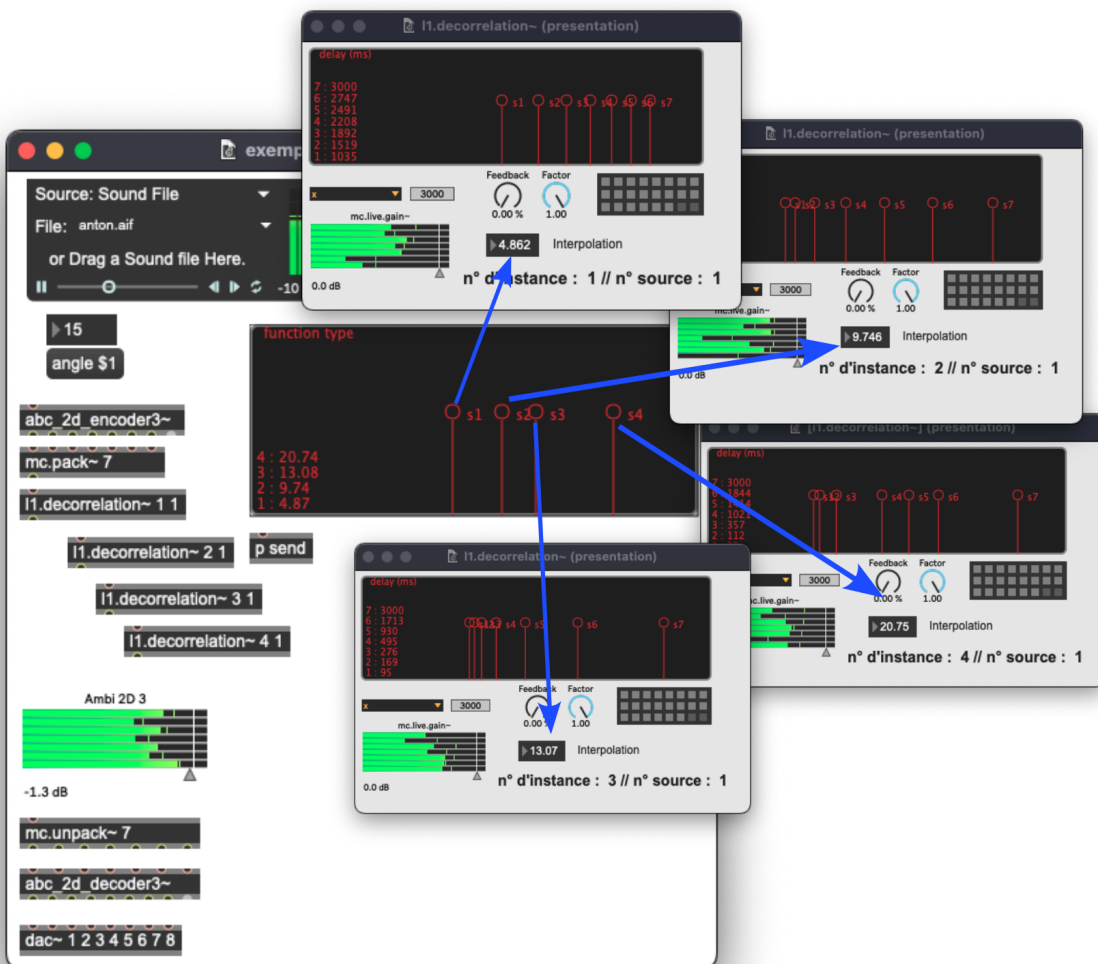 l1.decorrelation~ (presentation)
delay (ms)
7 : 3000
6 : 2747
5 : 2491
4 : 2208
3 : 1892
2 : 1519
1 : 1035
s1 s2 s3 s4 s5 s6 s7
Feedback Factor
x 3000
0.00 % 1.00
mc.live.gain~
4.862 Interpolation
n° d'instance : 1 // n° source : 1
0.0 dB
l1.decorrelation~ (presentation)
s3 s4 s5 s6 s7
Feedback Factor
3000
0.00 % 1.00
mc.live.gain~
9.746 Interpolation
n° d'instance : 2 // n° source : 1
0.0 dB
exemp
Source: Sound File
File: anton.aif
or Drag a Sound file Here.
-10
15
angle $1
abc_2d_encoder3~
mc.pack~ 7
l1.decorrelation~ 1 1
l1.decorrelation~ 2 1
p send
l1.decorrelation~ 3 1
l1.decorrelation~ 4 1
function type
s1 s2 s3 s4
4 : 20.74
3 : 13.08
2 : 9.74
1 : 4.87
[l1.decorrelation~] (presentation)
delay (ms)
7 : 3000
6 : 1844
4 : 1021
3 : 357
2 : 112
s3 s4 s5 s6 s7
Feedback Factor
3000
0.00 % 1.00
20.75 Interpolation
n° d'instance : 4 // n° source : 1
l1.decorrelation~ (presentation)
delay (ms)
7 : 3000
6 : 1713
5 : 930
4 : 495
3 : 276
2 : 169
1 : 95
s4 s5 s6 s7
Feedback Factor
x 3000
0.00 % 1.00
mc.live.gain~
13.07 Interpolation
n° d'instance : 3 // n° source : 1
0.0 dB
Ambi 2D 3
-1.3 dB
mc.unpack~ 7
abc_2d_decoder3~
dac~ 1 2 3 4 5 6 7 8